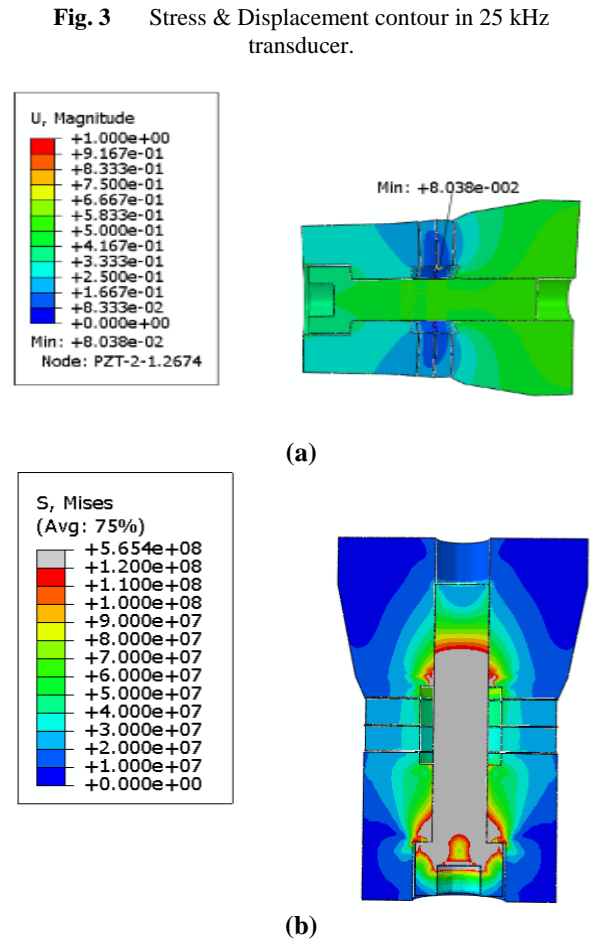 Fig. 3 Stress & Displacement contour in 25 kHz
transducer.
U, Magnitude
+1.000e+00
+9.167e-01
+8.333e-01
+7.500e-01
+6.667e-01
+5.833e-01
+5.000e-01
+4.167e-01
+3.333e-01
+2.500e-01
+1.667e-01
+8.333e-02
+0.000e+00
Min: +8.038e-02
Node: PZT-2-1.2674
Min: +8.038e-002
(a)
S, Mises
(Avg: 75%)
+5.654e+08
+1.200e+08
+1.100e+08
+1.000e+08
+9.000e+07
+8.000e+07
+7.000e+07
+6.000e+07
+5.000e+07
+4.000e+07
+3.000e+07
+2.000e+07
+1.000e+07
+0.000e+00
(b)